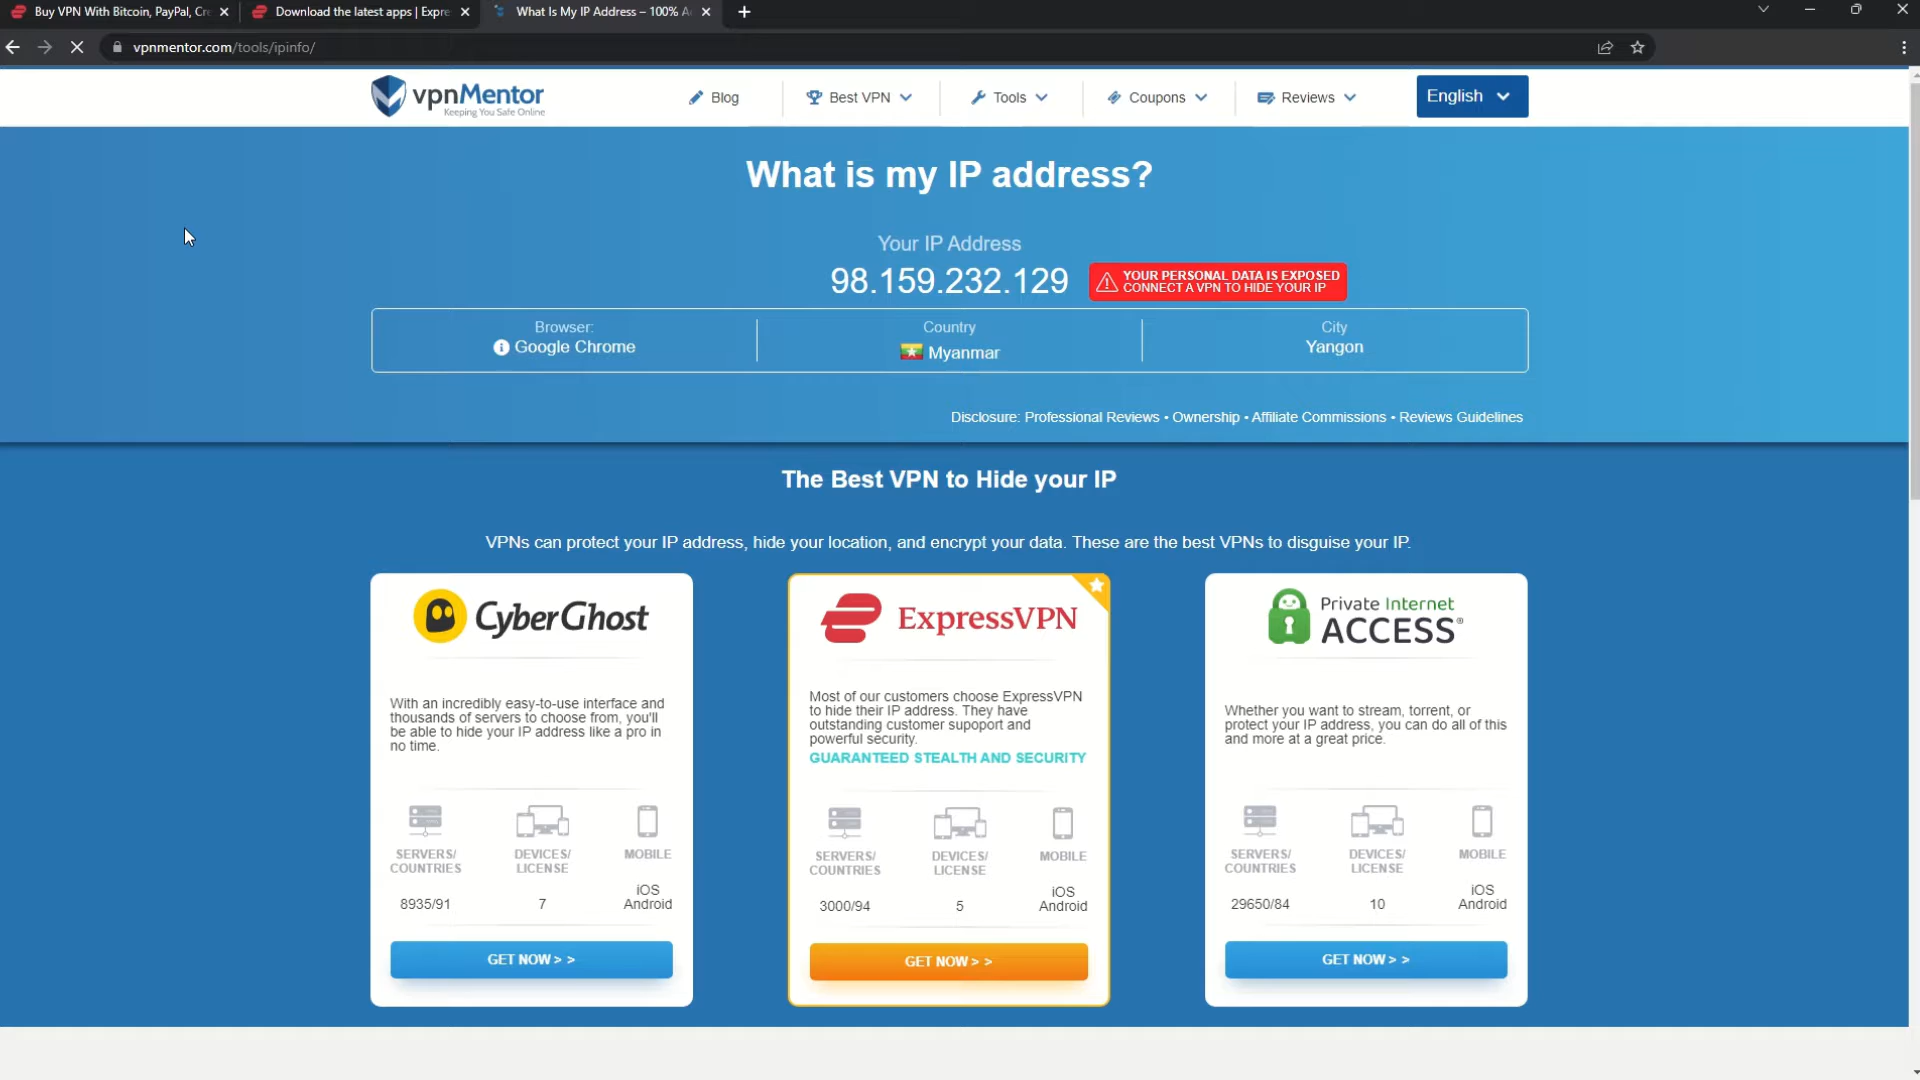 Buy VPN With Bitcoin, PayPal, Cre
Download the latest apps | Expre
What Is My IP Address – 100% A
vpnmentor.com/tools/ipinfo/
vpnMentor
Keeping You Safe Online
Blog
Best VPN
Tools
Coupons
Reviews
English
What is my IP address?
Your IP Address
98.159.232.129
YOUR PERSONAL DATA IS EXPOSED
CONNECT A VPN TO HIDE YOUR IP
Browser:
Google Chrome
Country
Myanmar
City
Yangon
Disclosure: Professional Reviews • Ownership • Affiliate Commissions • Reviews Guidelines
The Best VPN to Hide your IP
VPNs can protect your IP address, hide your location, and encrypt your data. These are the best VPNs to disguise your IP.
CyberGhost
With an incredibly easy-to-use interface and
thousands of servers to choose from, you'll
be able to hide your IP address like a pro in
no time.
SERVERS/
COUNTRIES
8935/91
DEVICES/
LICENSE
7
MOBILE
iOS
Android
GET NOW > >
ExpressVPN
Most of our customers choose ExpressVPN
to hide their IP address. They have
outstanding customer supoport and
powerful security.
GUARANTEED STEALTH AND SECURITY
SERVERS/
COUNTRIES
3000/94
DEVICES/
LICENSE
5
MOBILE
iOS
Android
GET NOW > >
Private Internet
ACCESS®
Whether you want to stream, torrent, or
protect your IP address, you can do all of this
and more at a great price.
SERVERS/
COUNTRIES
29650/84
DEVICES/
LICENSE
10
MOBILE
iOS
Android
GET NOW > >